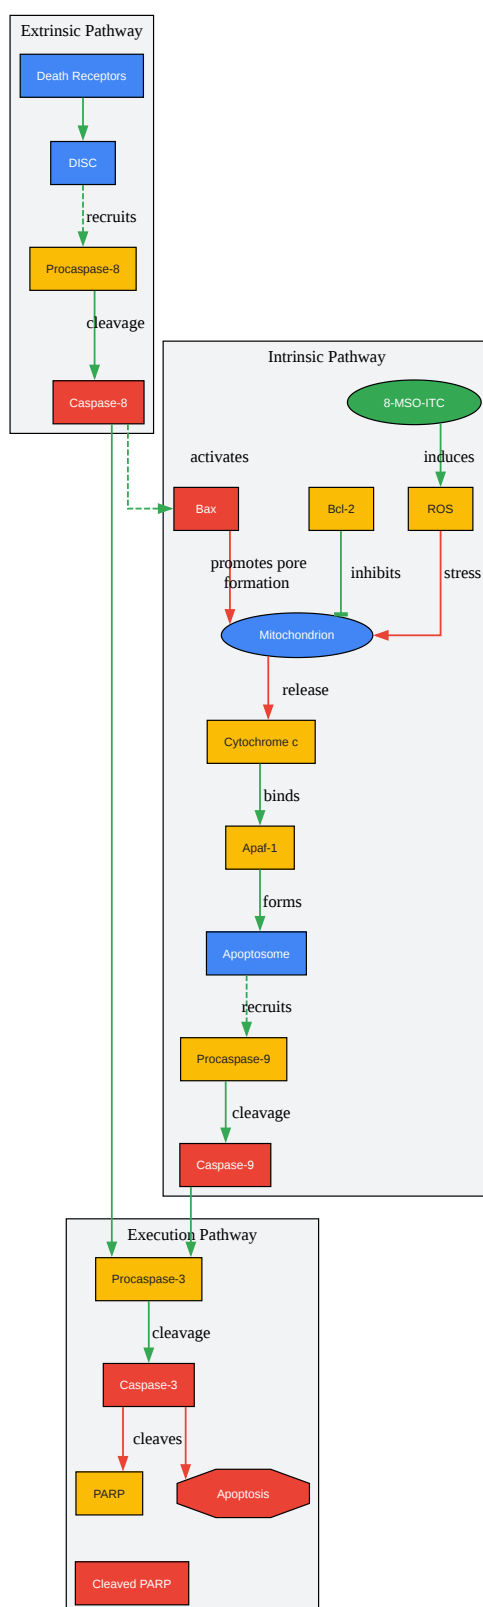 Extrinsic Pathway
Death Receptors
DISC
recruits
Procaspase-8
cleavage
Caspase-8
Intrinsic Pathway
8-MSO-ITC
activates
induces
Bax
Bcl-2
ROS
promotes pore
formation
inhibits
stress
Mitochondrion
release
Cytochrome c
binds
Apaf-1
forms
Apoptosome
recruits
Procaspase-9
cleavage
Caspase-9
Execution Pathway
Procaspase-3
cleavage
Caspase-3
cleaves
PARP
Apoptosis
Cleaved PARP